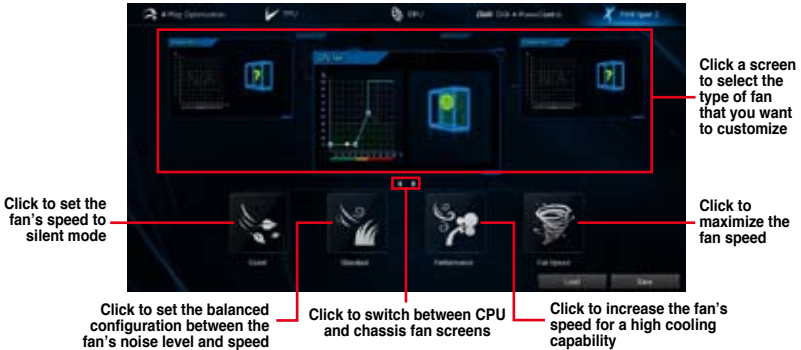 CPU Fan
Click a screen
to select the
type of fan
that you want
to customize
Click to set the
fan's speed to
silent mode
Click to
maximize the
fan speed
Silent
Standard
Performance
Full Speed
Load
Save
Click to set the balanced
configuration between the
fan's noise level and speed
Click to switch between CPU
and chassis fan screens
Click to increase the fan's
speed for a high cooling
capability